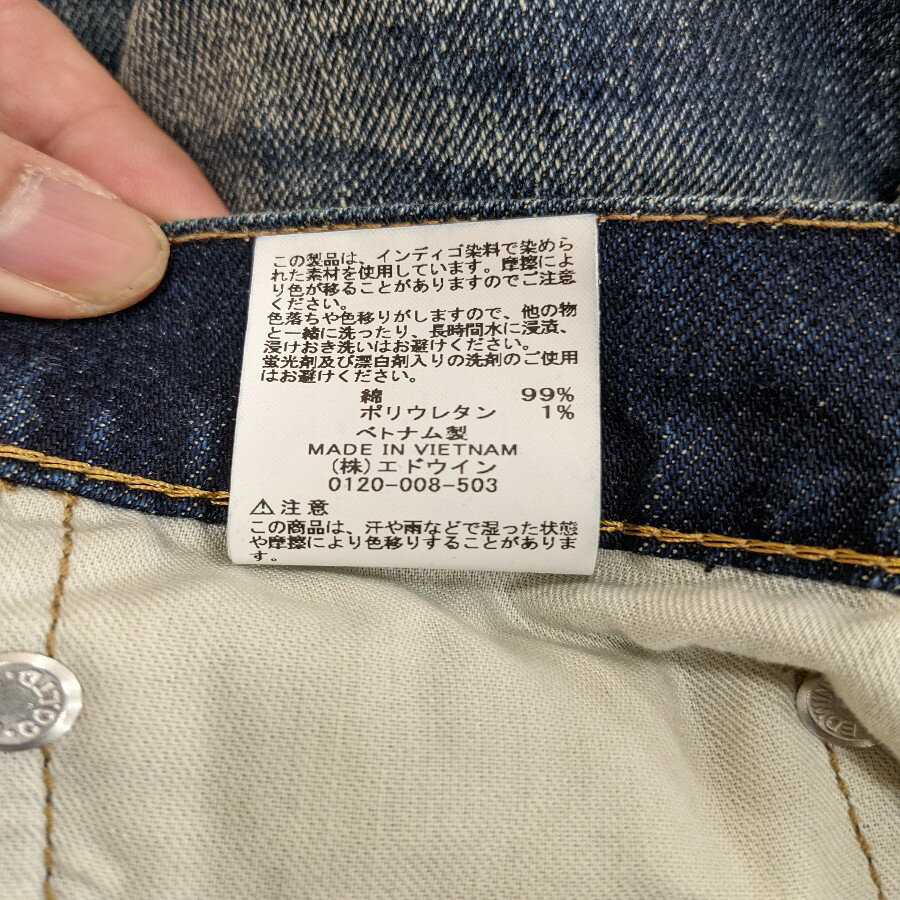 この製品は、インディゴ染料で染めら
れた素材を使用しています。摩擦によ
り色が移ることがありますのでご注意
ください。
色落ちや色移りがしますので、他の物
と一緒に洗ったり、長時間水に浸漬、
浸けおき洗いはお避けください。
蛍光剤及び漂白剤入りの洗剤のご使用
はお避けください。
綿 99%
ポリウレタン 1%
ベトナム製
MADE IN VIETNAM
(株)エドウイン
0120-008-503
⚠注意
この商品は、汗や雨などで湿った状態
や摩擦により色移りすることがありま
す。
CO.LTD.